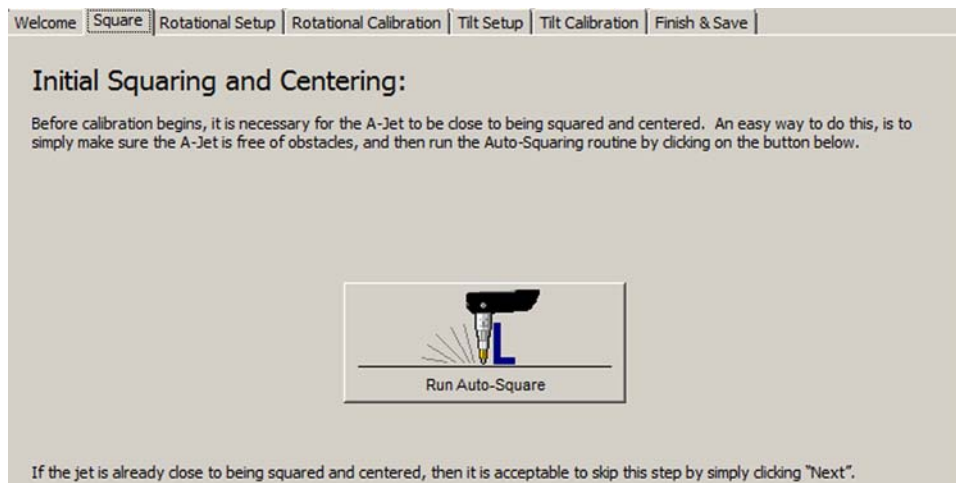 Welcome Square Rotational Setup Rotational Calibration Tilt Setup Tilt Calibration Finish & Save
Initial Squaring and Centering:
Before calibration begins, it is necessary for the A-Jet to be close to being squared and centered. An easy way to do this, is to
simply make sure the A-Jet is free of obstacles, and then run the Auto-Squaring routine by clicking on the button below.
L
Run Auto-Square
If the jet is already close to being squared and centered, then it is acceptable to skip this step by simply clicking "Next".